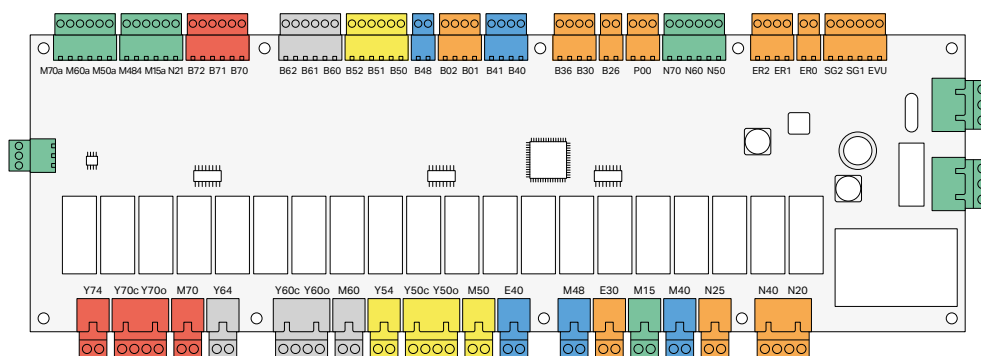 M70a M60a M50a M484 M15a N21 B72 B71 B70 B62 B61 B60 B52 B51 B50 B48 B02 B01 B41 B40 B36 B30 B26 P00 N70 N60 N50 ER2 ER1 ER0 SG2 SG1 EVU
Y74 Y70c Y70o M70 Y64 Y60c Y60o M60 Y54 Y50c Y50o M50 E40 M48 E30 M15 M40 N25 N40 N20